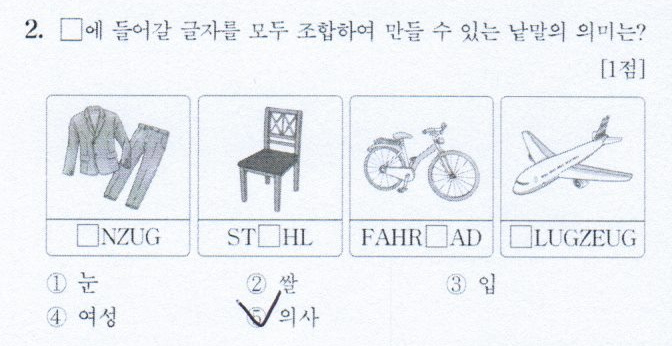 2. □에 들어갈 글자를 모두 조합하여 만들 수 있는 낱말의 의미는?
[1점]
□NZUG ST□HL FAHR□AD □LUGZEUG
① 눈 ② 쌀 ③ 입
④ 여성 ⑤ 의사